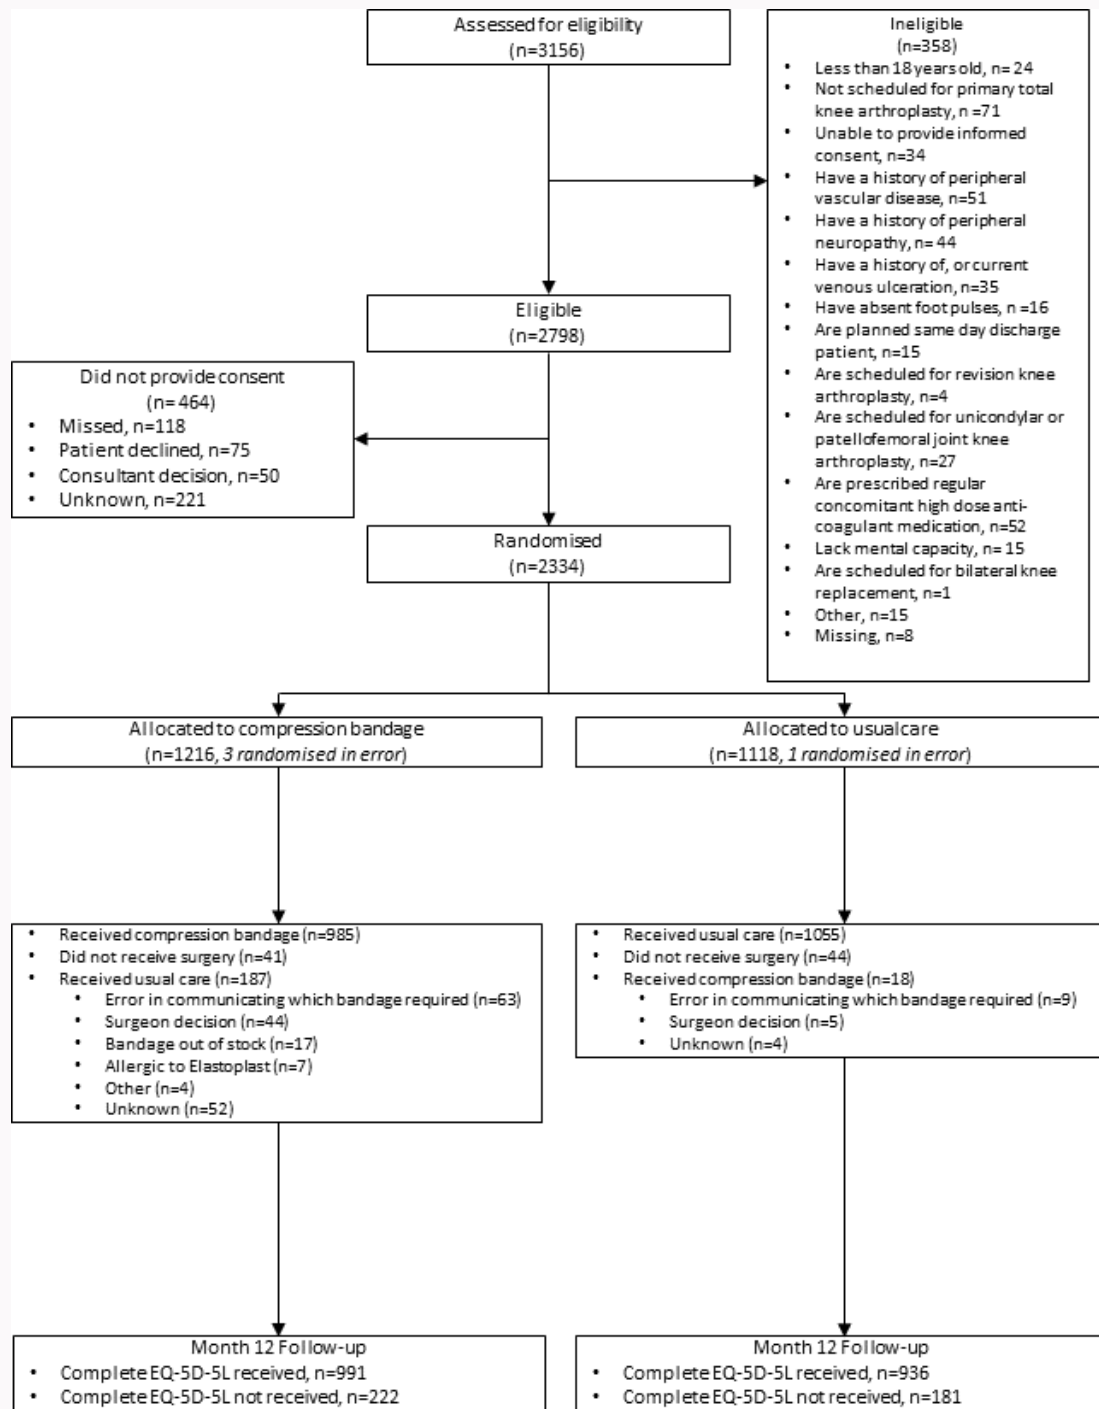 Assessed for eligibility
(n=3156)
Ineligible
(n=358)
• Less than 18 years old, n= 24
• Not scheduled for primary total
knee arthroplasty, n =71
• Unable to provide informed
consent, n=34
• Have a history of peripheral
vascular disease, n=51
• Have a history of peripheral
neuropathy, n= 44
• Have a history of, or current
venous ulceration, n=35
• Have absent foot pulses, n =16
• Are planned same day discharge
patient, n=15
• Are scheduled for revision knee
arthroplasty, n=4
• Are scheduled for unicondylar or
patellofemoral joint knee
arthroplasty, n=27
• Are prescribed regular
concomitant high dose anti-
coagulant medication, n=52
• Lack mental capacity, n= 15
• Are scheduled for bilateral knee
replacement, n=1
• Other, n=15
• Missing, n=8
Eligible
(n=2798)
Did not provide consent
(n= 464)
• Missed, n=118
• Patient declined, n=75
• Consultant decision, n=50
• Unknown, n=221
Randomised
(n=2334)
Allocated to compression bandage
(n=1216, 3 randomised in error)
Allocated to usual care
(n=1118, 1 randomised in error)
• Received compression bandage (n=985)
• Did not receive surgery (n=41)
• Received usual care (n=187)
• Error in communicating which bandage required (n=63)
• Surgeon decision (n=44)
• Bandage out of stock (n=17)
• Allergic to Elastoplast (n=7)
• Other (n=4)
• Unknown (n=52)
• Received usual care (n=1055)
• Did not receive surgery (n=44)
• Received compression bandage (n=18)
• Error in communicating which bandage required (n=9)
• Surgeon decision (n=5)
• Unknown (n=4)
Month 12 Follow-up
• Complete EQ-5D-5L received, n=991
• Complete EQ-5D-5L not received, n=222
Month 12 Follow-up
• Complete EQ-5D-5L received, n=936
• Complete EQ-5D-5L not received, n=181